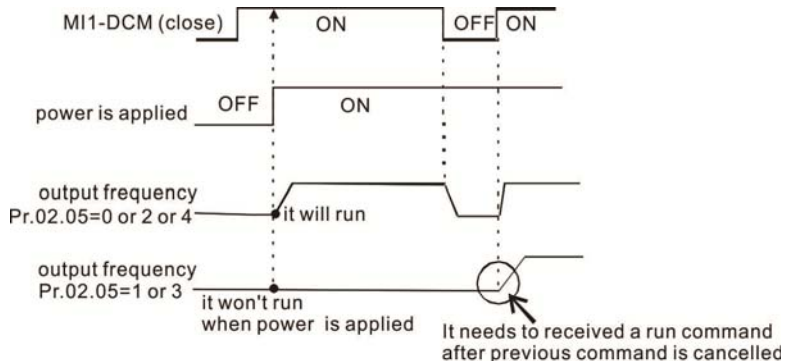 MI1-DCM (close) ON OFF ON
power is applied OFF ON
output frequency
Pr.02.05=0 or 2 or 4 it will run
output frequency
Pr.02.05=1 or 3
it won't run
when power is applied
It needs to received a run command
after previous command is cancelled